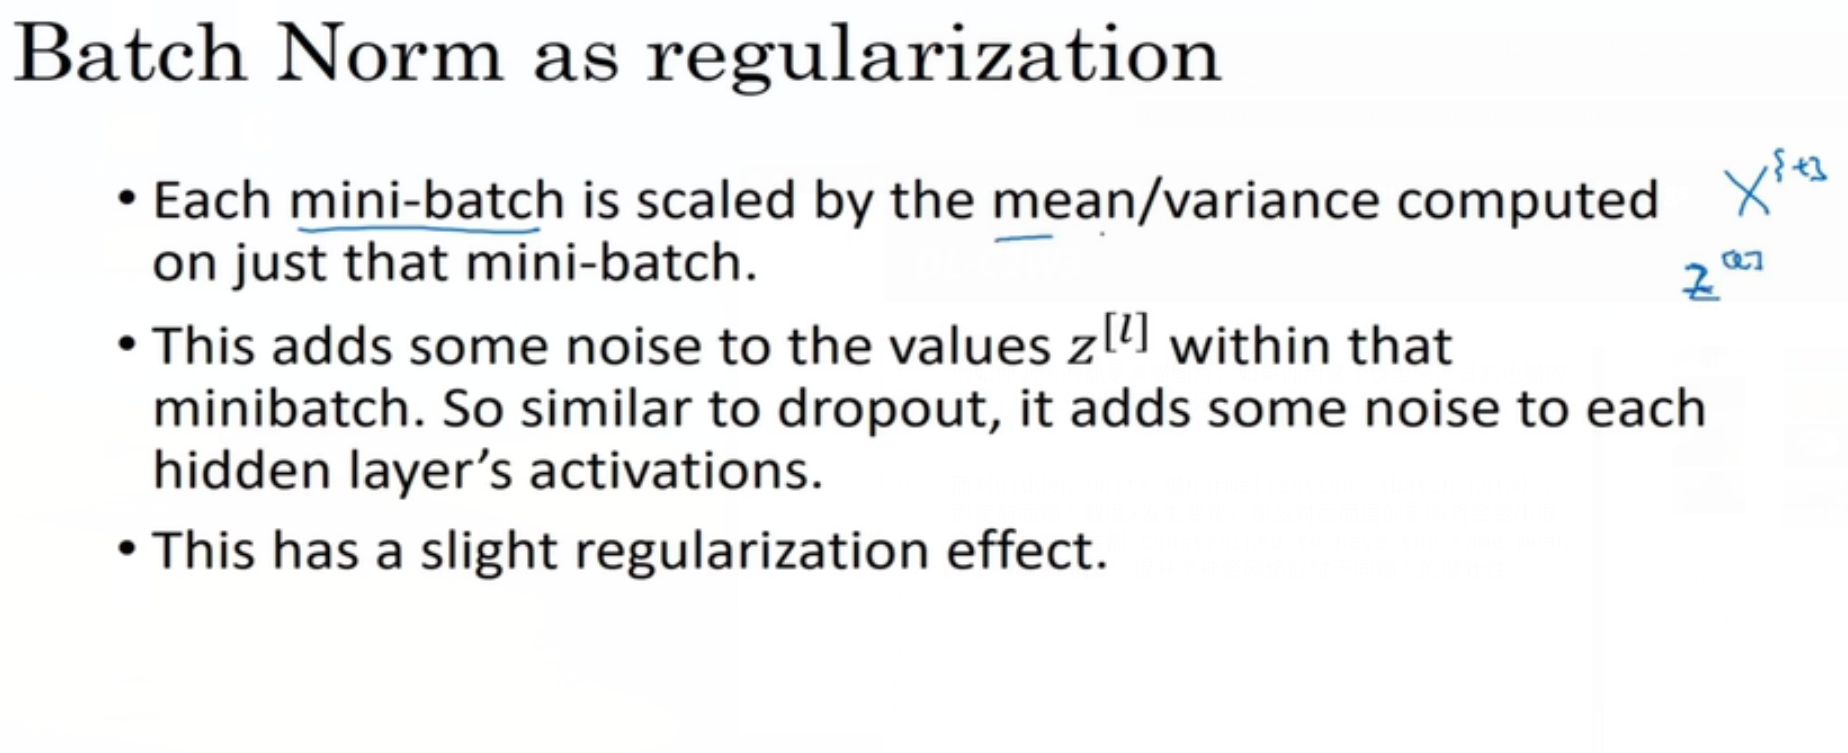 Batch Norm as regularization
• Each mini-batch is scaled by the mean/variance computed
X^{t}
on just that mini-batch.
z^[l]
• This adds some noise to the values z^[l] within that
minibatch. So similar to dropout, it adds some noise to each
hidden layer’s activations.
• This has a slight regularization effect.